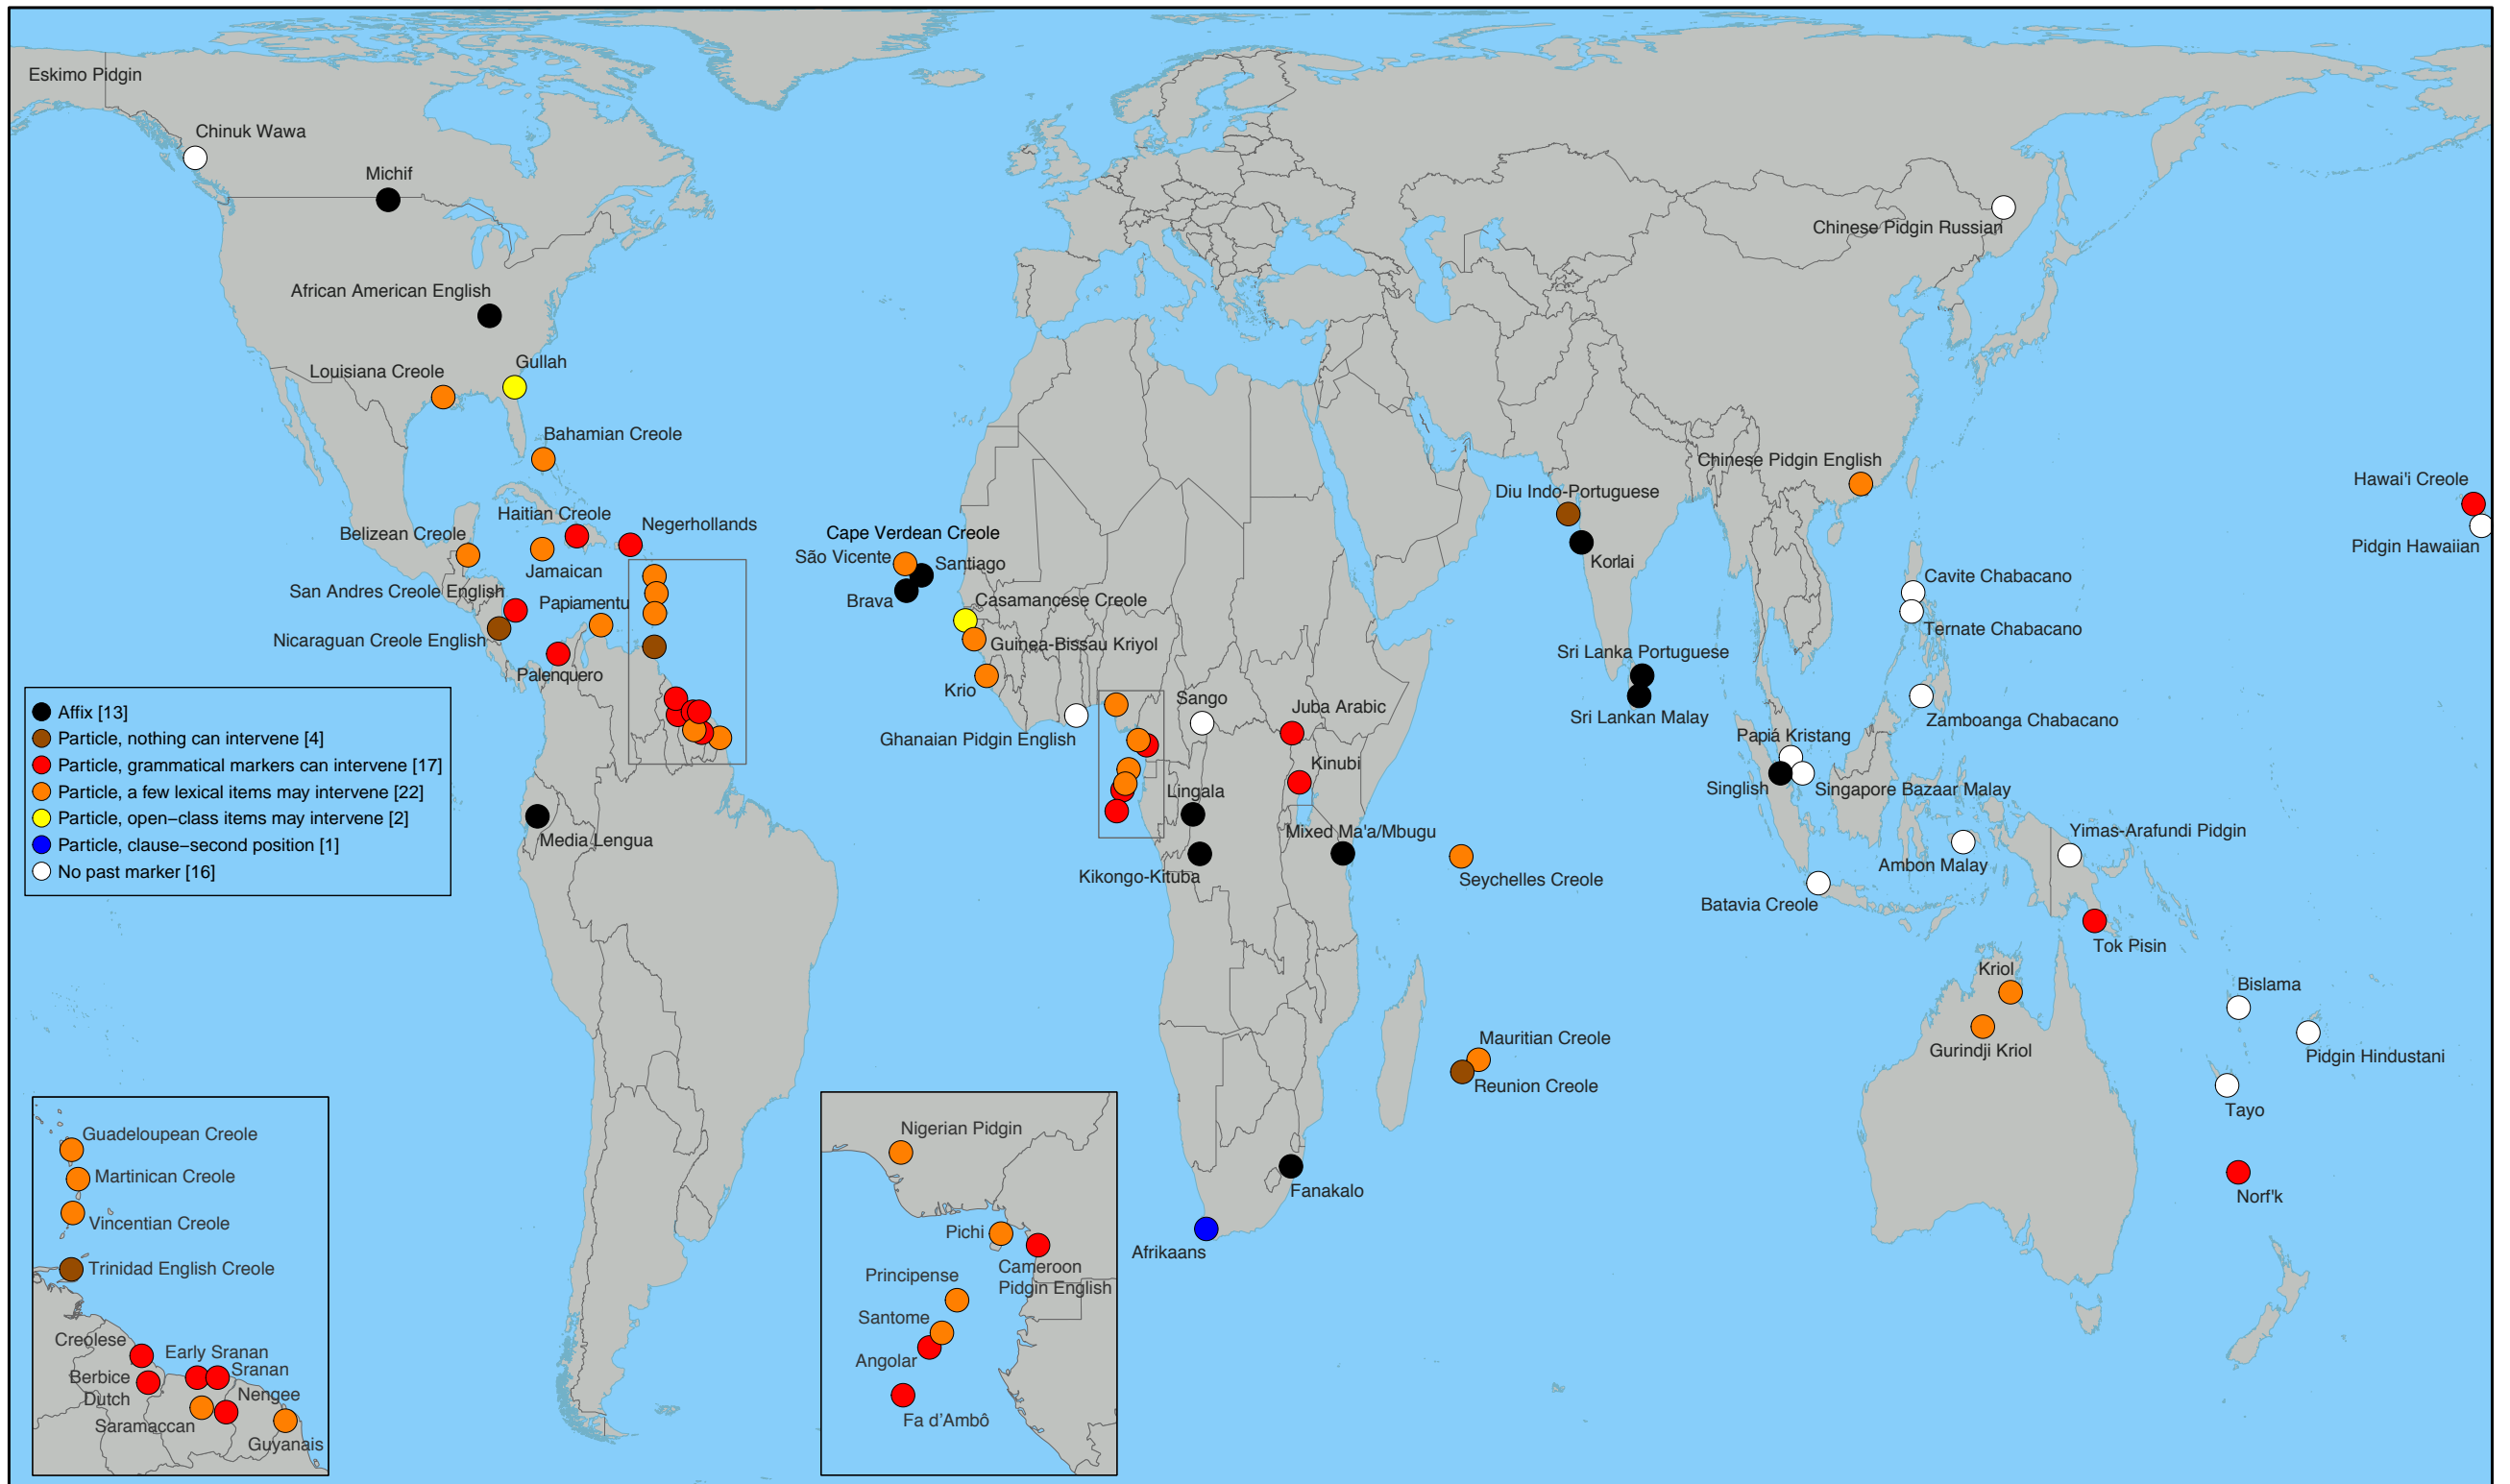 Eskimo Pidgin
Chinuk Wawa
Michif
Chinese Pidgin Russian
African American English
Gullah
Louisiana Creole
Bahamian Creole
Chinese Pidgin English
Hawai'i Creole
Diu Indo-Portuguese
Haitian Creole
Negerhollands
Belizean Creole
Cape Verdean Creole
São Vicente
Santiago
Korlai
Pidgin Hawaiian
Jamaican
Cavite Chabacano
San Andres Creole English
Papiamentu
Brava
Casamancese Creole
Ternate Chabacano
Nicaraguan Creole English
Guinea-Bissau Kriyol
Sri Lanka Portuguese
Palenquero
Krio
Sango
Juba Arabic
Sri Lankan Malay
Zamboanga Chabacano
Ghanaian Pidgin English
Papiá Kristang
Kinubi
Lingala
Singlish
Singapore Bazaar Malay
Affix [13]
Particle, nothing can intervene [4]
Particle, grammatical markers can intervene [17]
Particle, a few lexical items may intervene [22]
Particle, open−class items may intervene [2]
Particle, clause−second position [1]
No past marker [16]
Media Lengua
Mixed Ma'a/Mbugu
Yimas-Arafundi Pidgin
Ambon Malay
Kikongo-Kituba
Seychelles Creole
Batavia Creole
Tok Pisin
Kriol
Bislama
Mauritian Creole
Gurindji Kriol
Pidgin Hindustani
Reunion Creole
Tayo
Fanakalo
Norf'k
Afrikaans
Guadeloupean Creole
Martinican Creole
Vincentian Creole
Trinidad English Creole
Creolese
Early Sranan
Sranan
Berbice
Dutch
Nengee
Saramaccan
Guyanais
Nigerian Pidgin
Pichi
Cameroon
Pidgin English
Principense
Santome
Angolar
Fa d’Ambô